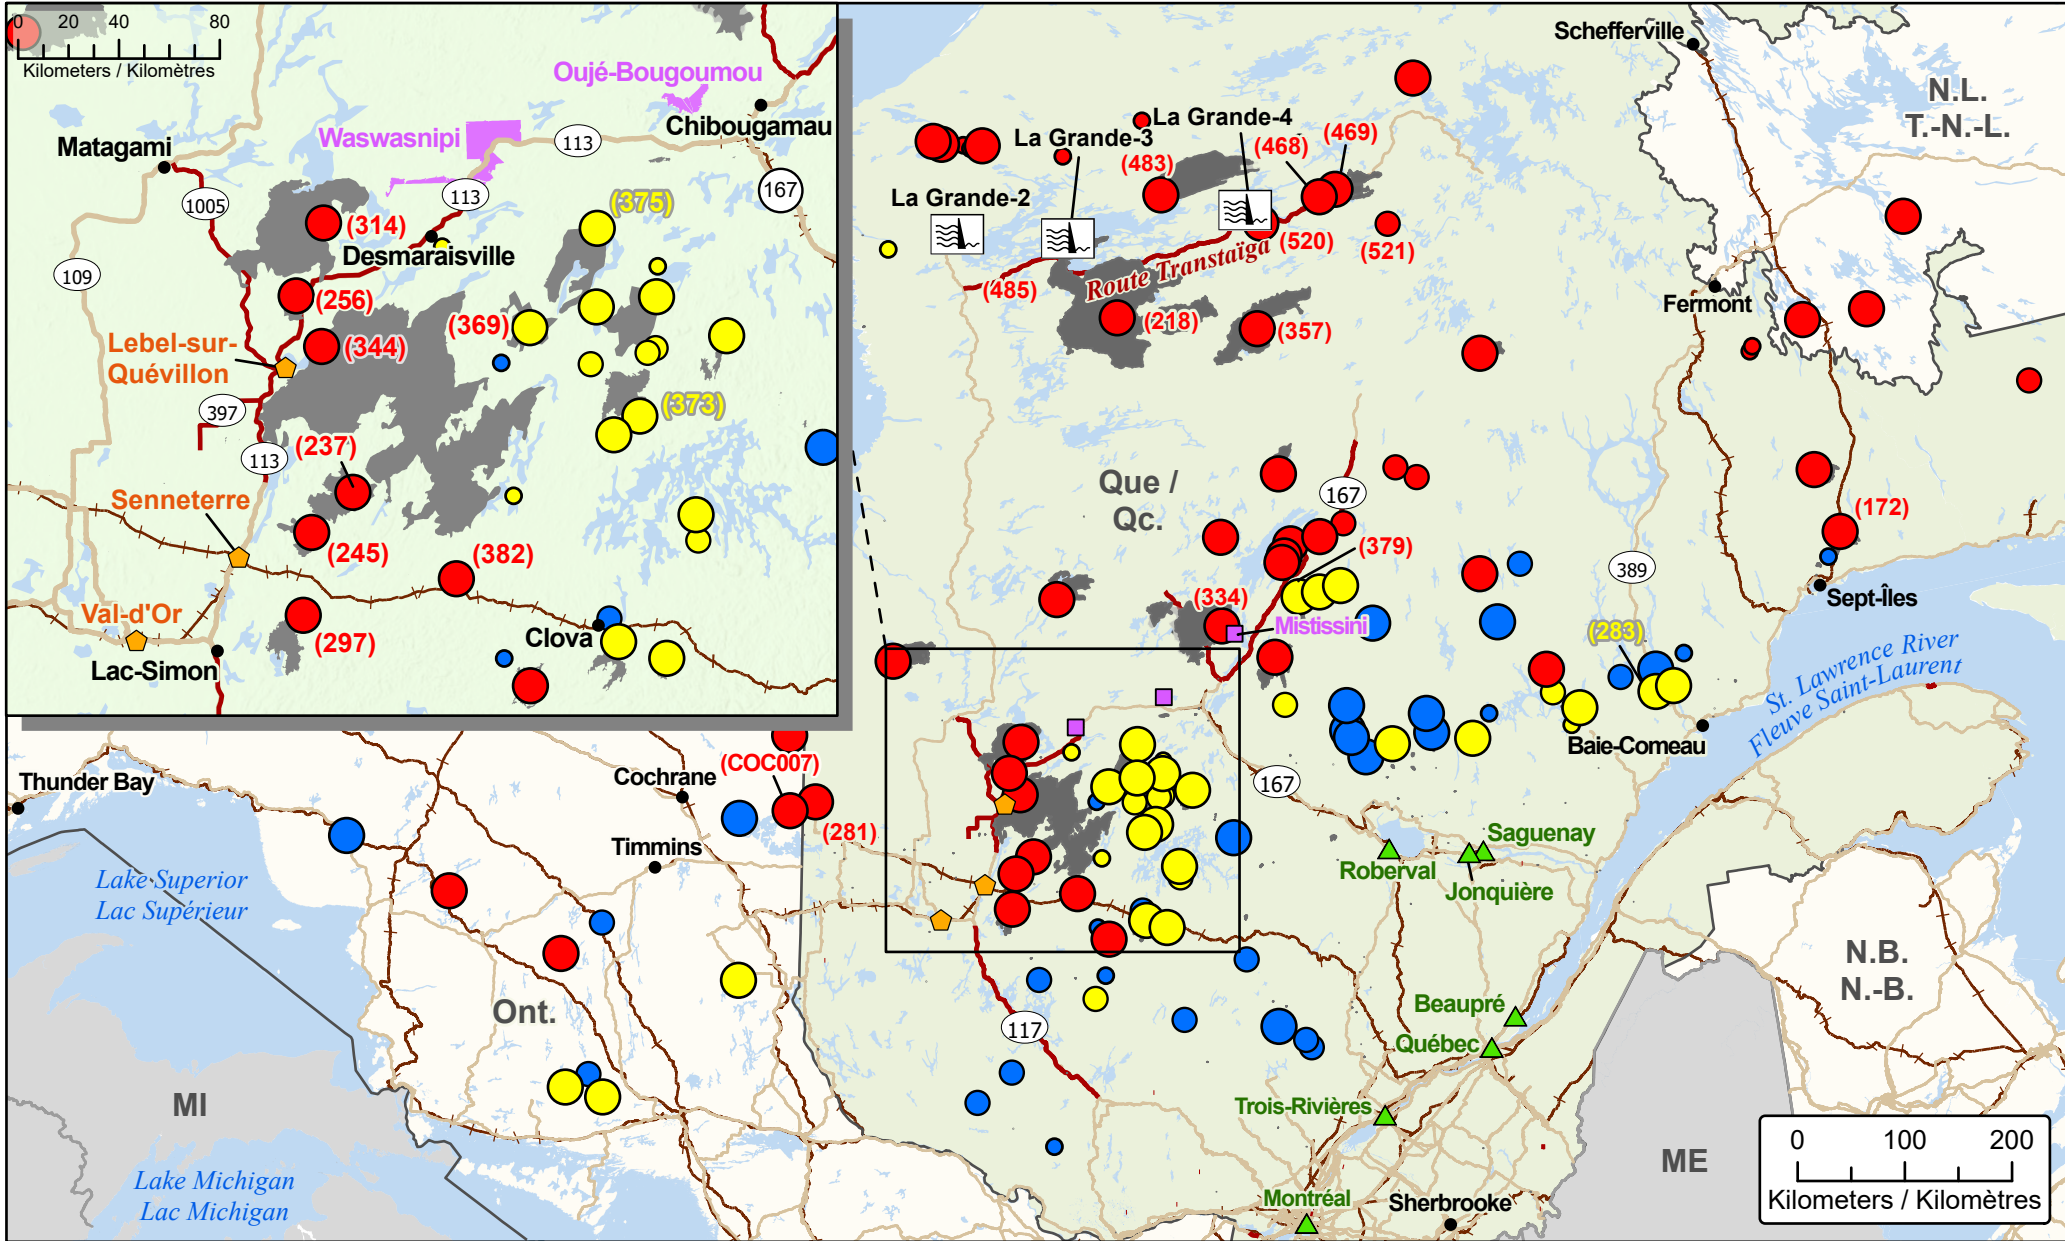 0 20 40 80
Kilometers / Kilomètres
Oujé-Bougoumou
Chibougamau
Waswasnipi
Matagami
113
167
113
1005
(375)
(314)
Desmaraisville
109
(256)
(369)
Lebel-sur-
Quévillon
(344)
397
(373)
(237)
113
Senneterre
(245)
(382)
Val-d'Or
(297)
Clova
Lac-Simon
Schefferville
N.L.
T.-N.-L.
La Grande-4
La Grande-3
(468)
(469)
(483)
La Grande-2
(520)
(521)
Route Transtaïga
(485)
(218)
(357)
Fermont
Que /
Qc.
167
(172)
(379)
389
(334)
Mistissini
Sept-Îles
(283)
St. Lawrence River
Fleuve Saint-Laurent
Baie-Comeau
(COC007)
Cochrane
Thunder Bay
(281)
167
Timmins
Saguenay
Roberval
Jonquière
Lake Superior
Lac Supérieur
N.B.
N.-B.
Ont.
117
Beaupré
Québec
MI
Trois-Rivières
ME
Lake Michigan
Lac Michigan
Montréal
Sherbrooke
0 100 200
Kilometers / Kilomètres